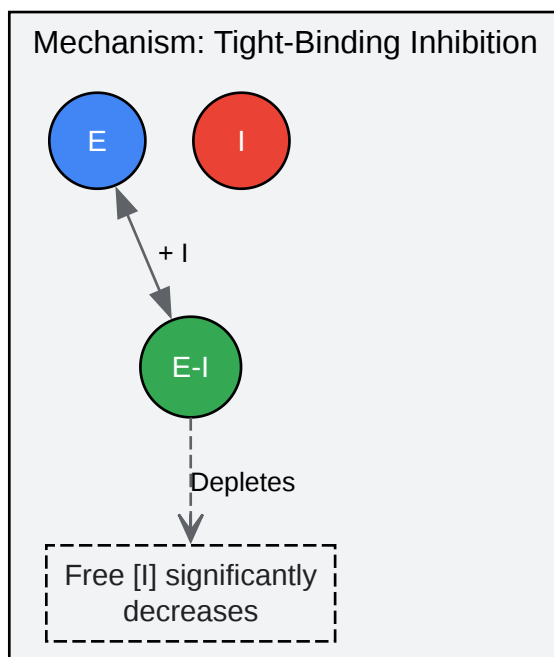 Mechanism: Tight-Binding Inhibition
E
I
+ I
E-I
Depletes
Free [I] significantly
decreases